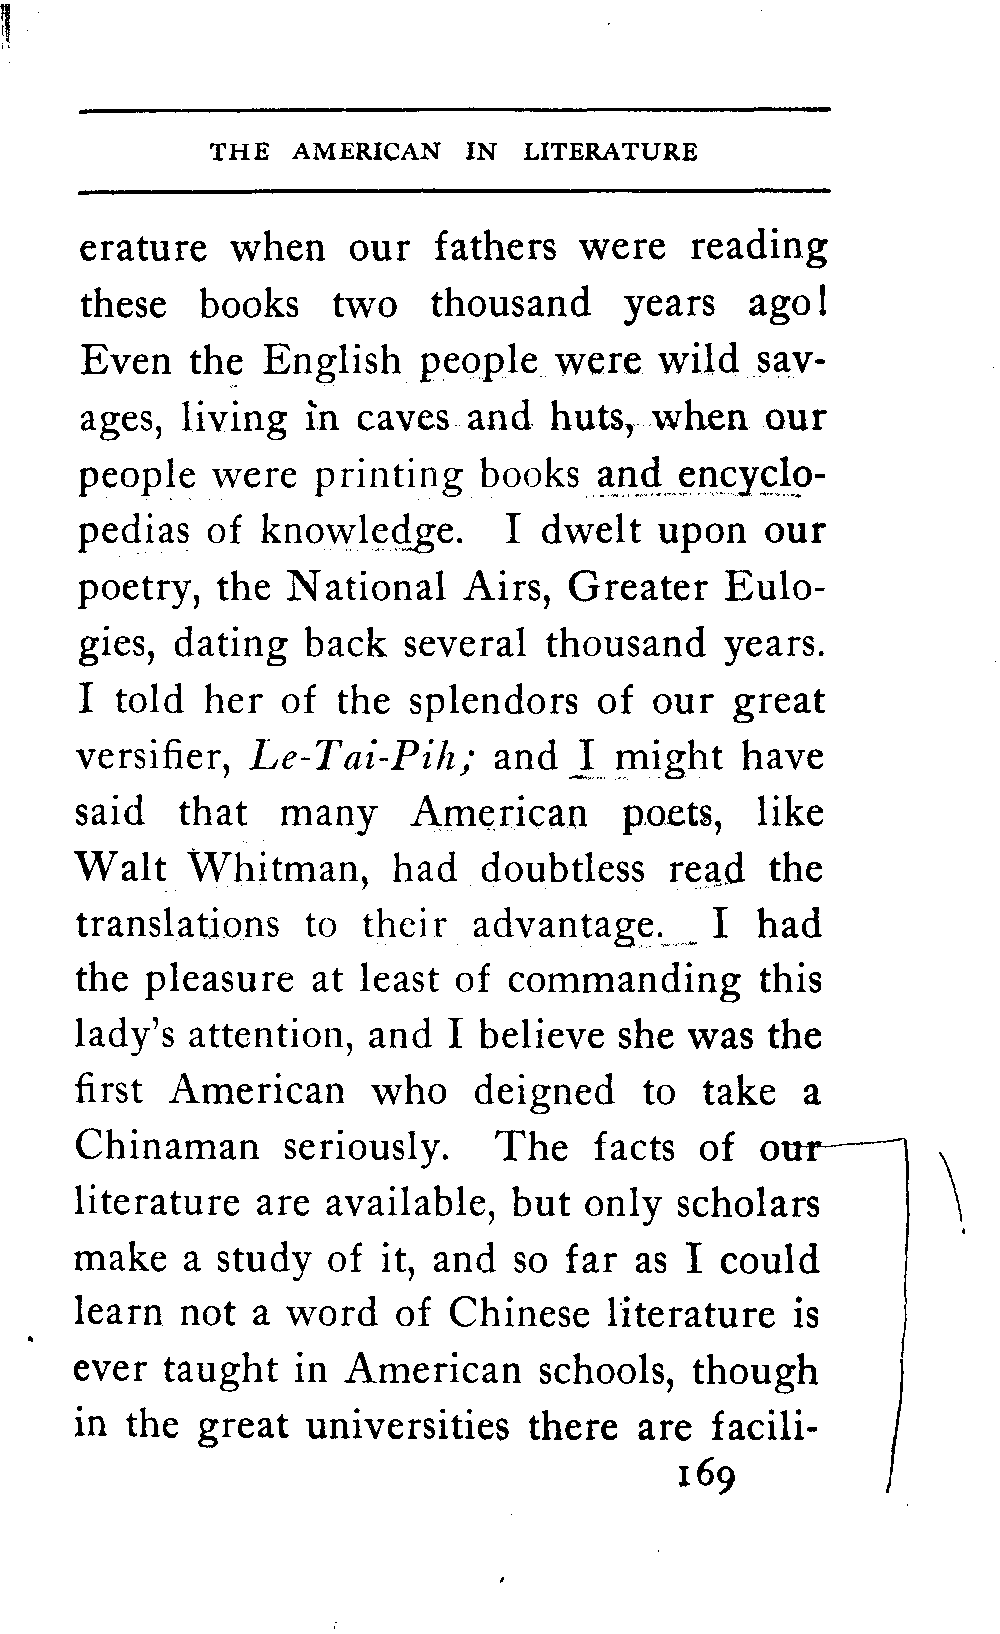 THE AMERICAN IN LITERATURE
erature when our fathers were reading
these books two thousand years ago!
Even the English people were wild sav-
ages, living in caves and huts, when our
people were printing books and encyclo-
pedias of knowledge. I dwelt upon our
poetry, the National Airs, Greater Eulo-
gies, dating back several thousand years.
I told her of the splendors of our great
versifier, Le-Tai-Pih; and I might have
said that many American poets, like
Walt Whitman, had doubtless read the
translations to their advantage. I had
the pleasure at least of commanding this
lady's attention, and I believe she was the
first American who deigned to take a
Chinaman seriously. The facts of our
literature are available, but only scholars
make a study of it, and so far as I could
learn not a word of Chinese literature is
ever taught in American schools, though
in the great universities there are facili-
169